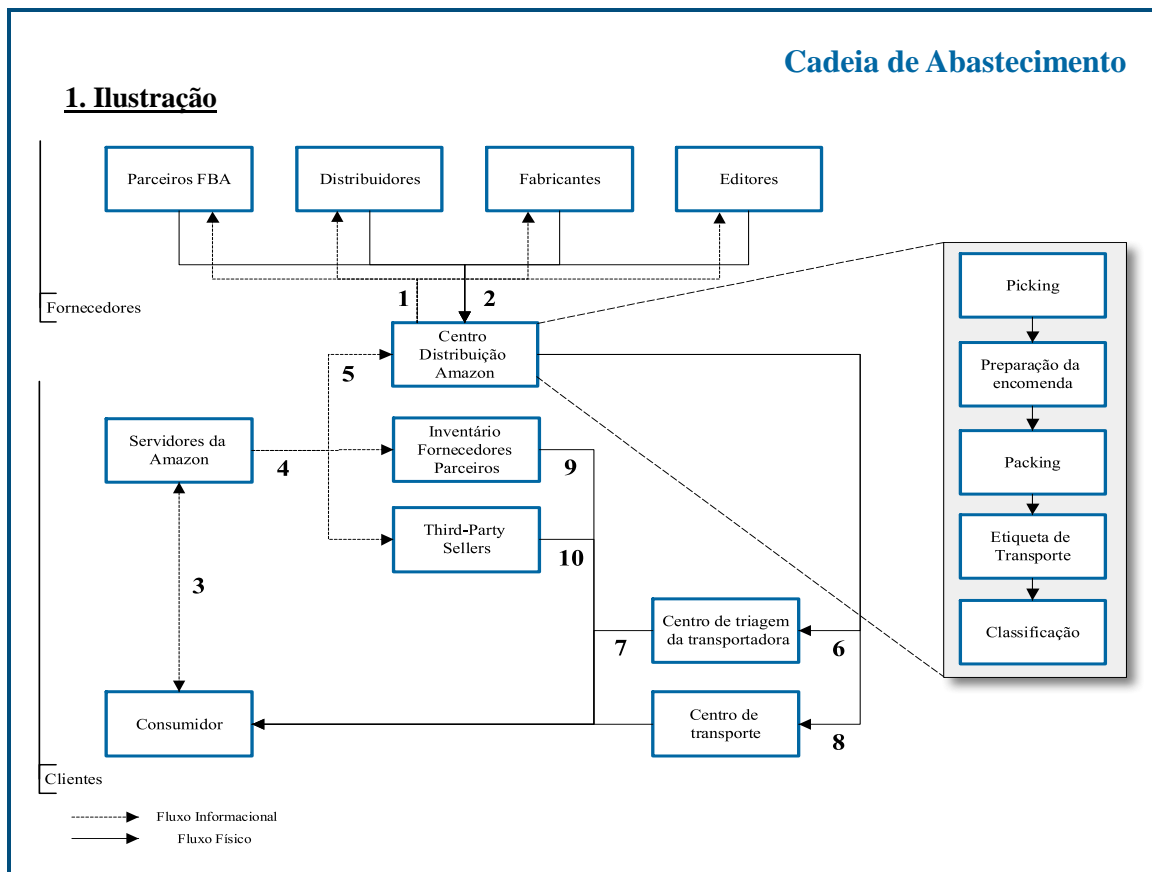 Cadeia de Abastecimento
1. Ilustração
Parceiros FBA
Distribuidores
Fabricantes
Editores
Fornecedores
1
2
Centro
Distribuição
Amazon
5
Servidores da
Amazon
4
Inventário
Fornecedores
Parceiros
9
Third-Party
Sellers
10
3
Centro de triagem
da transportadora
7
6
Consumidor
Centro de
transporte
8
Clientes
Picking
Preparação da
encomenda
Packing
Etiqueta de
Transporte
Classificação
Fluxo Informacional
Fluxo Físico